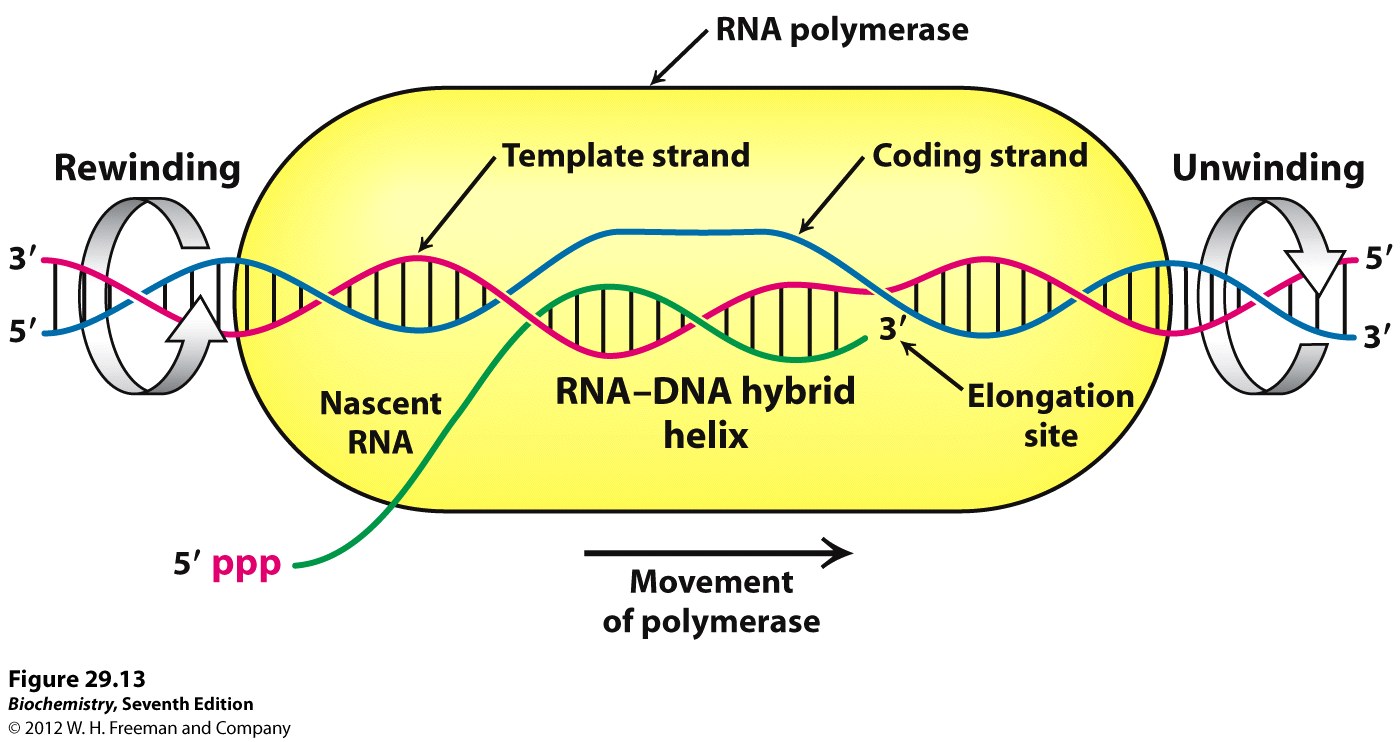 RNA polymerase
Template strand
Coding strand
Rewinding
Unwinding
3′
5′
5′
3′
3′
Nascent
RNA
RNA–DNA hybrid
helix
Elongation
site
5′ ppp
Movement
of polymerase
Figure 29.13
Biochemistry, Seventh Edition
© 2012 W. H. Freeman and Company